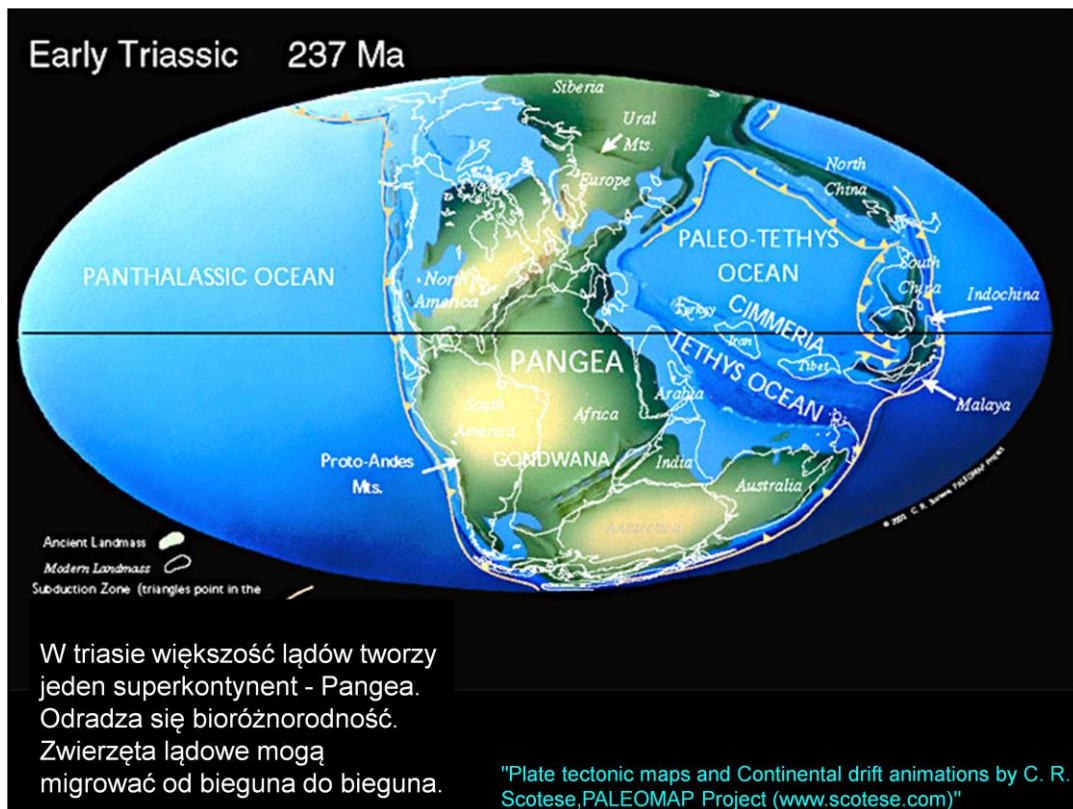 Early Triassic 237 Ma
Siberia
Ural
Mts.
Europe
North
China
PALEO-TETHYS
OCEAN
PANTHALASSIC OCEAN
North
America
South
China
Indochina
Turkey
CIMMERIA
Iran
Tibet
TETHYS OCEAN
PANGEA
Arabia
Malaya
South
America
Africa
Proto-Andes
Mts.
GONDWANA
India
Australia
Antarctica
© 2001 C. R. Scotese PALEOMAP Project
Ancient Landmass
Modern Landmass
Subduction Zone (triangles point in the
W triasie większość lądów tworzy
jeden superkontynent - Pangea.
Odradza się bioróżnorodność.
Zwierzęta lądowe mogą
migrować od bieguna do bieguna.
"Plate tectonic maps and Continental drift animations by C. R.
Scotese,PALEOMAP Project (www.scotese.com)"